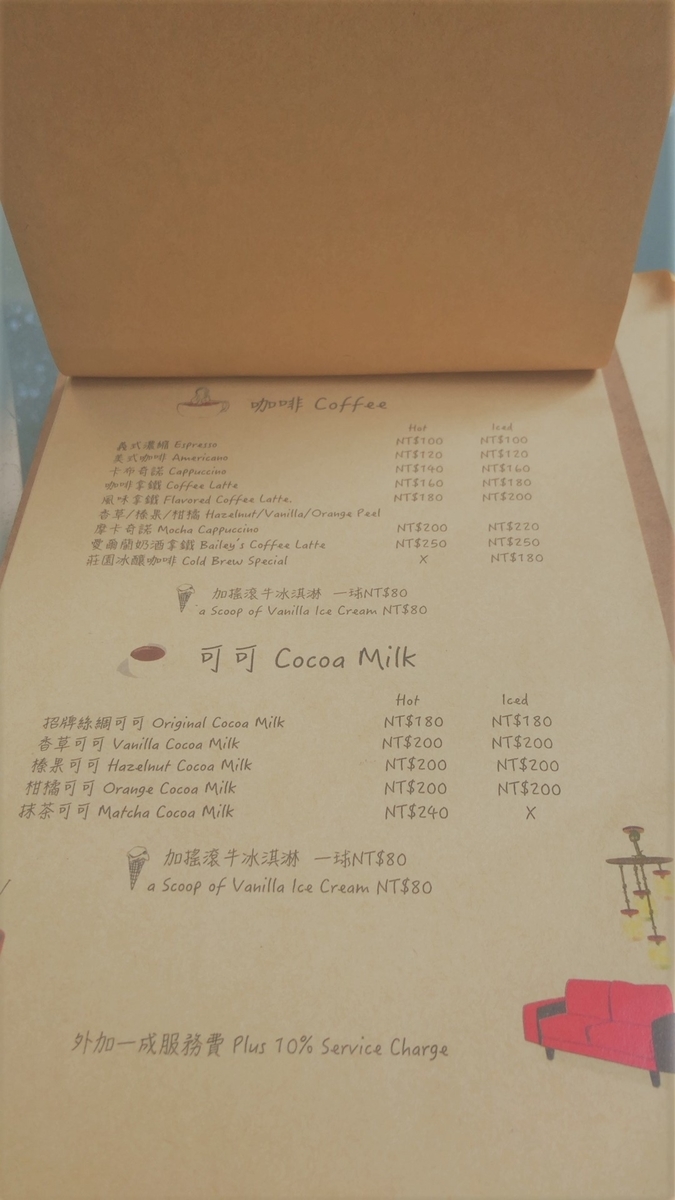 咖啡 Coffee
Hot Iced
義式濃縮 Espresso NT$100 NT$100
美式咖啡 Americano NT$120 NT$120
卡布奇諾 Cappuccino NT$140 NT$160
咖啡拿鐵 Coffee Latte NT$160 NT$180
風味拿鐵 Flavored Coffee Latte. NT$180 NT$200
香草/榛果/柑橘 Hazelnut/Vanilla/Orange Peel
摩卡奇諾 Mocha Cappuccino NT$200 NT$220
愛爾蘭奶酒拿鐵 Bailey's Coffee Latte NT$250 NT$250
莊園冰釀咖啡 Cold Brew Special X NT$180
加搖滾牛冰淇淋 一球NT$80
a Scoop of Vanilla Ice Cream NT$80
可可 Cocoa Milk
Hot Iced
招牌絲綢可可 Original Cocoa Milk NT$180 NT$180
香草可可 Vanilla Cocoa Milk NT$200 NT$200
榛果可可 Hazelnut Cocoa Milk NT$200 NT$200
柑橘可可 Orange Cocoa Milk NT$200 NT$200
抹茶可可 Matcha Cocoa Milk NT$240 X
加搖滾牛冰淇淋 一球NT$80
a Scoop of Vanilla Ice Cream NT$80
外加一成服務費 Plus 10% Service Charge